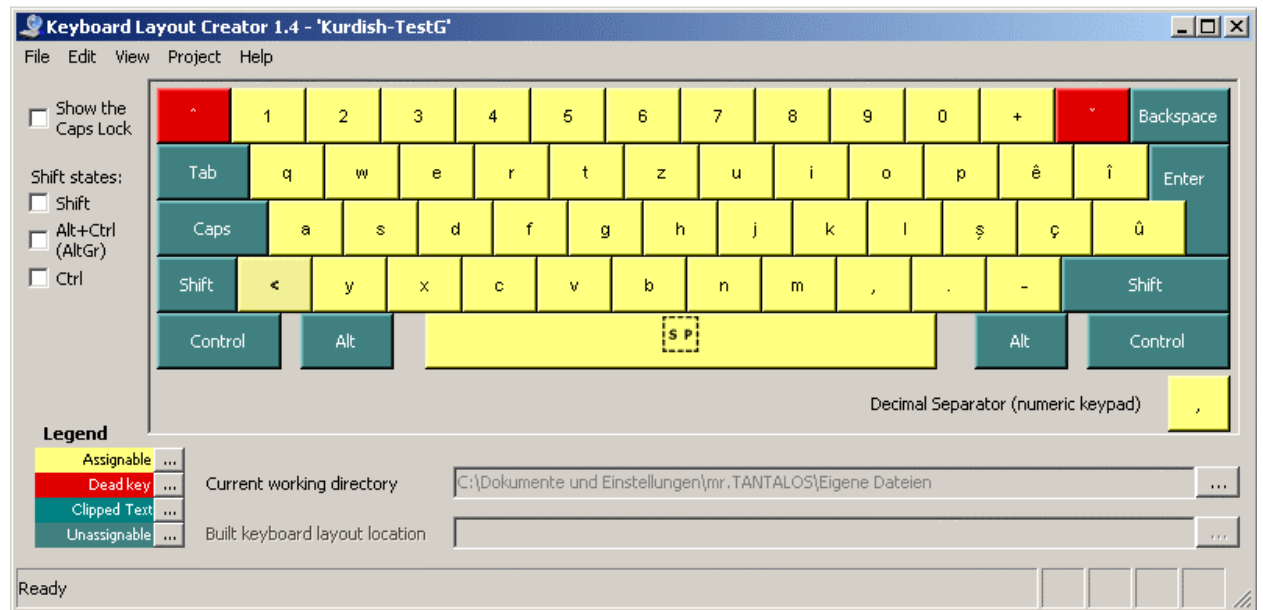 Keyboard Layout Creator 1.4 - 'Kurdish-TestG'
File Edit View Project Help
Show the
Caps Lock
^ 1 2 3 4 5 6 7 8 9 0 + ˇ Backspace
Tab q w e r t z u i o p ê î Enter
Shift states:
Shift
Alt+Ctrl
(AltGr)
Ctrl
Caps a s d f g h j k l ş ç û
Shift < y x c v b n m , . - Shift
Control Alt SP Alt Control
Decimal Separator (numeric keypad) ,
Legend
Assignable ...
Dead key ...
Clipped Text ...
Unassignable ...
Current working directory C:\Dokumente und Einstellungen\mr.TANTALOS\Eigene Dateien ...
Built keyboard layout location ...
Ready